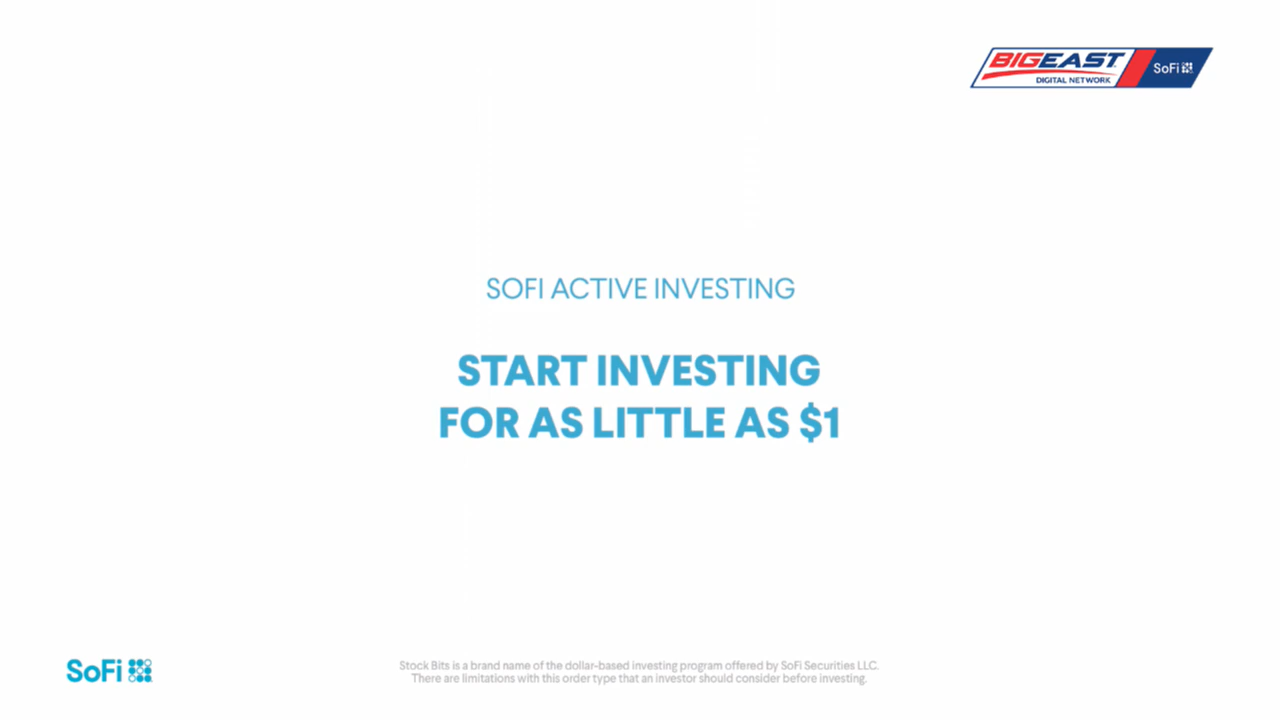 BIGEAST
DIGITAL NETWORK
SoFi
SOFI ACTIVE INVESTING
START INVESTING
FOR AS LITTLE AS $1
SoFi
Stock Bits is a brand name of the dollar-based investing program offered by SoFi Securities LLC.
There are limitations with this order type that an investor should consider before investing.